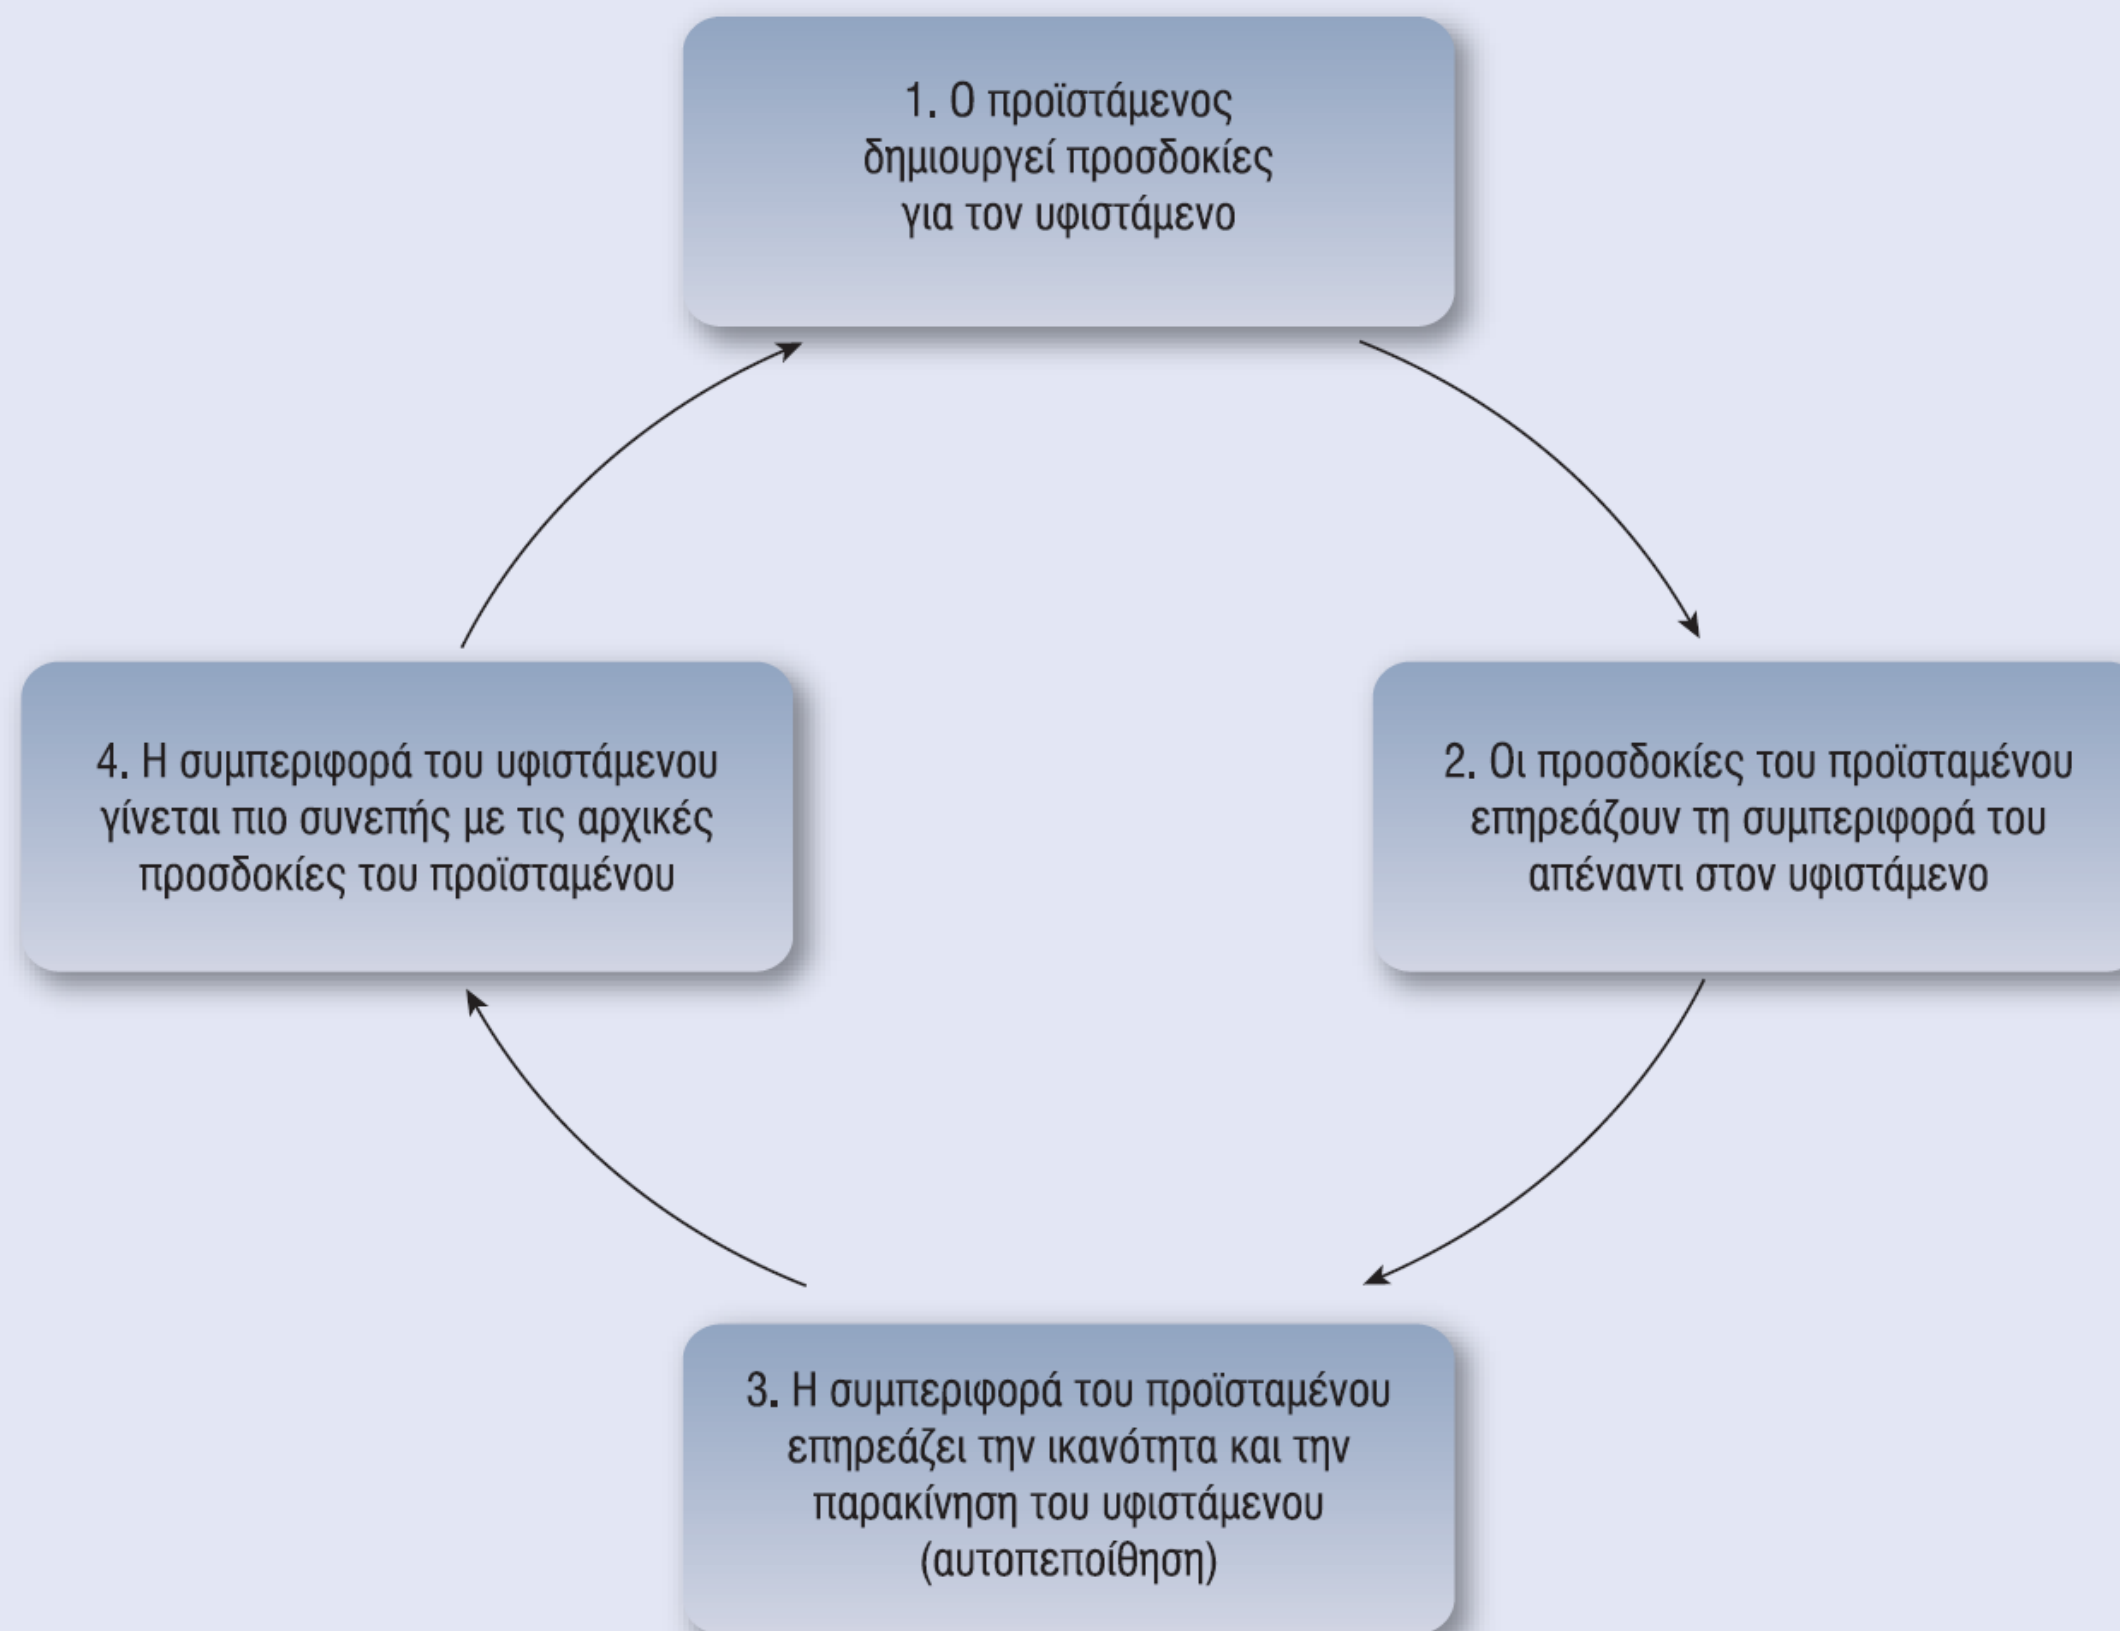 1. Ο προϊστάμενος
δημιουργεί προσδοκίες
για τον υφιστάμενο
2. Οι προσδοκίες του προϊσταμένου
επηρεάζουν τη συμπεριφορά του
απέναντι στον υφιστάμενο
3. Η συμπεριφορά του προϊσταμένου
επηρεάζει την ικανότητα και την
παρακίνηση του υφιστάμενου
(αυτοπεποίθηση)
4. Η συμπεριφορά του υφιστάμενου
γίνεται πιο συνεπής με τις αρχικές
προσδοκίες του προϊσταμένου